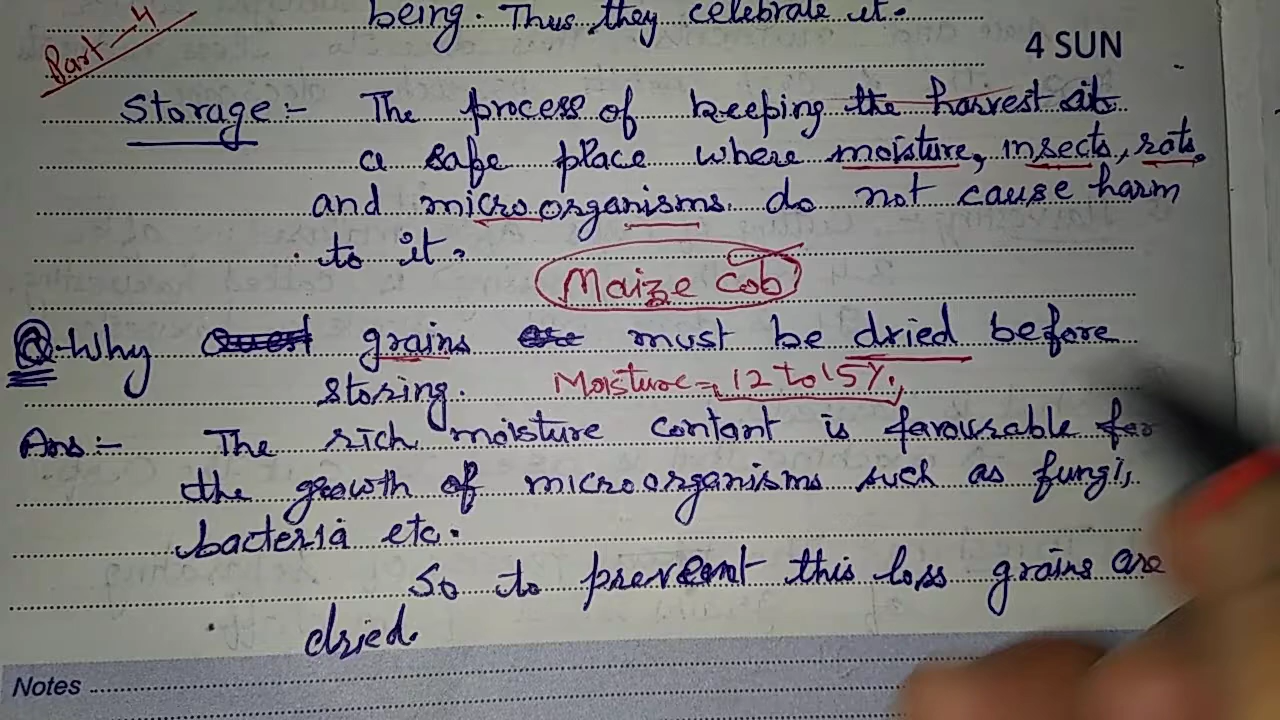 being. Thus they celebrate it.
Part-4
4 SUN
Storage:- The process of keeping the harvest at
a safe place where moisture, insects, rats,
and microorganisms do not cause harm
to it.
Maize Cob
Q-Why grains must be dried before
storing. Moisture = 12 to 15%.
Ans:- The rich moisture contant is favourable for
the growth of microorganisms such as fungi,
bacteria etc.
So to prevent this loss grains are
dried.
Notes